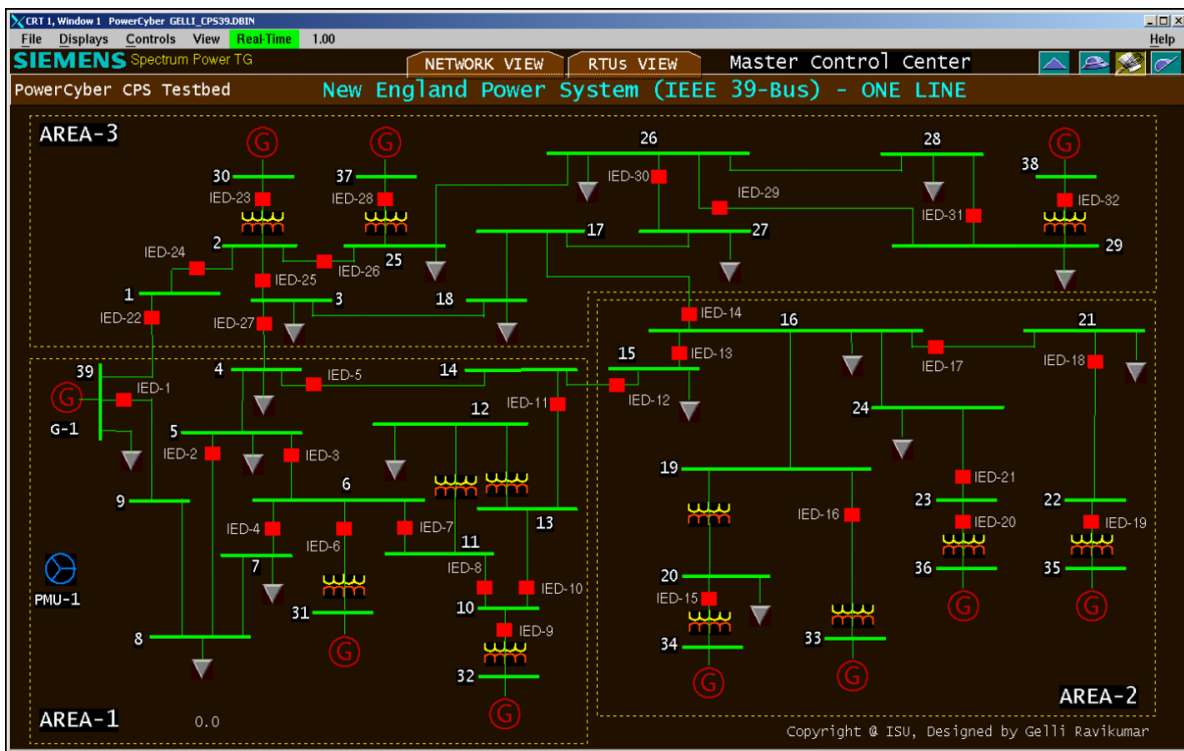 CRT 1, Window 1 PowerCyber GELLI_CPS39.DBIN
File Displays Controls View Real-Time 1.00 Help
SIEMENS Spectrum Power TG NETWORK VIEW RTUs VIEW Master Control Center
PowerCyber CPS Testbed New England Power System (IEEE 39-Bus) - ONE LINE
AREA-3
G
30
IED-23
G
37
IED-28
2
IED-24
IED-25
IED-26
25
1
IED-22
IED-27
3
18
17
26
IED-30
IED-29
27
28
IED-31
G
38
IED-32
29
AREA-1
39
G
G-1
IED-1
4
IED-5
14
5
IED-2
IED-3
12
IED-11
6
IED-4
IED-6
IED-7
13
9
7
11
IED-8
IED-10
10
IED-9
PMU-1
31
G
8
32
G
0.0
IED-14
16
21
15
IED-13
IED-12
IED-17
IED-18
24
19
IED-21
IED-16
23
22
IED-20
IED-19
36
35
G
G
20
IED-15
34
G
33
G
AREA-2
Copyright @ ISU, Designed by Gelli Ravikumar